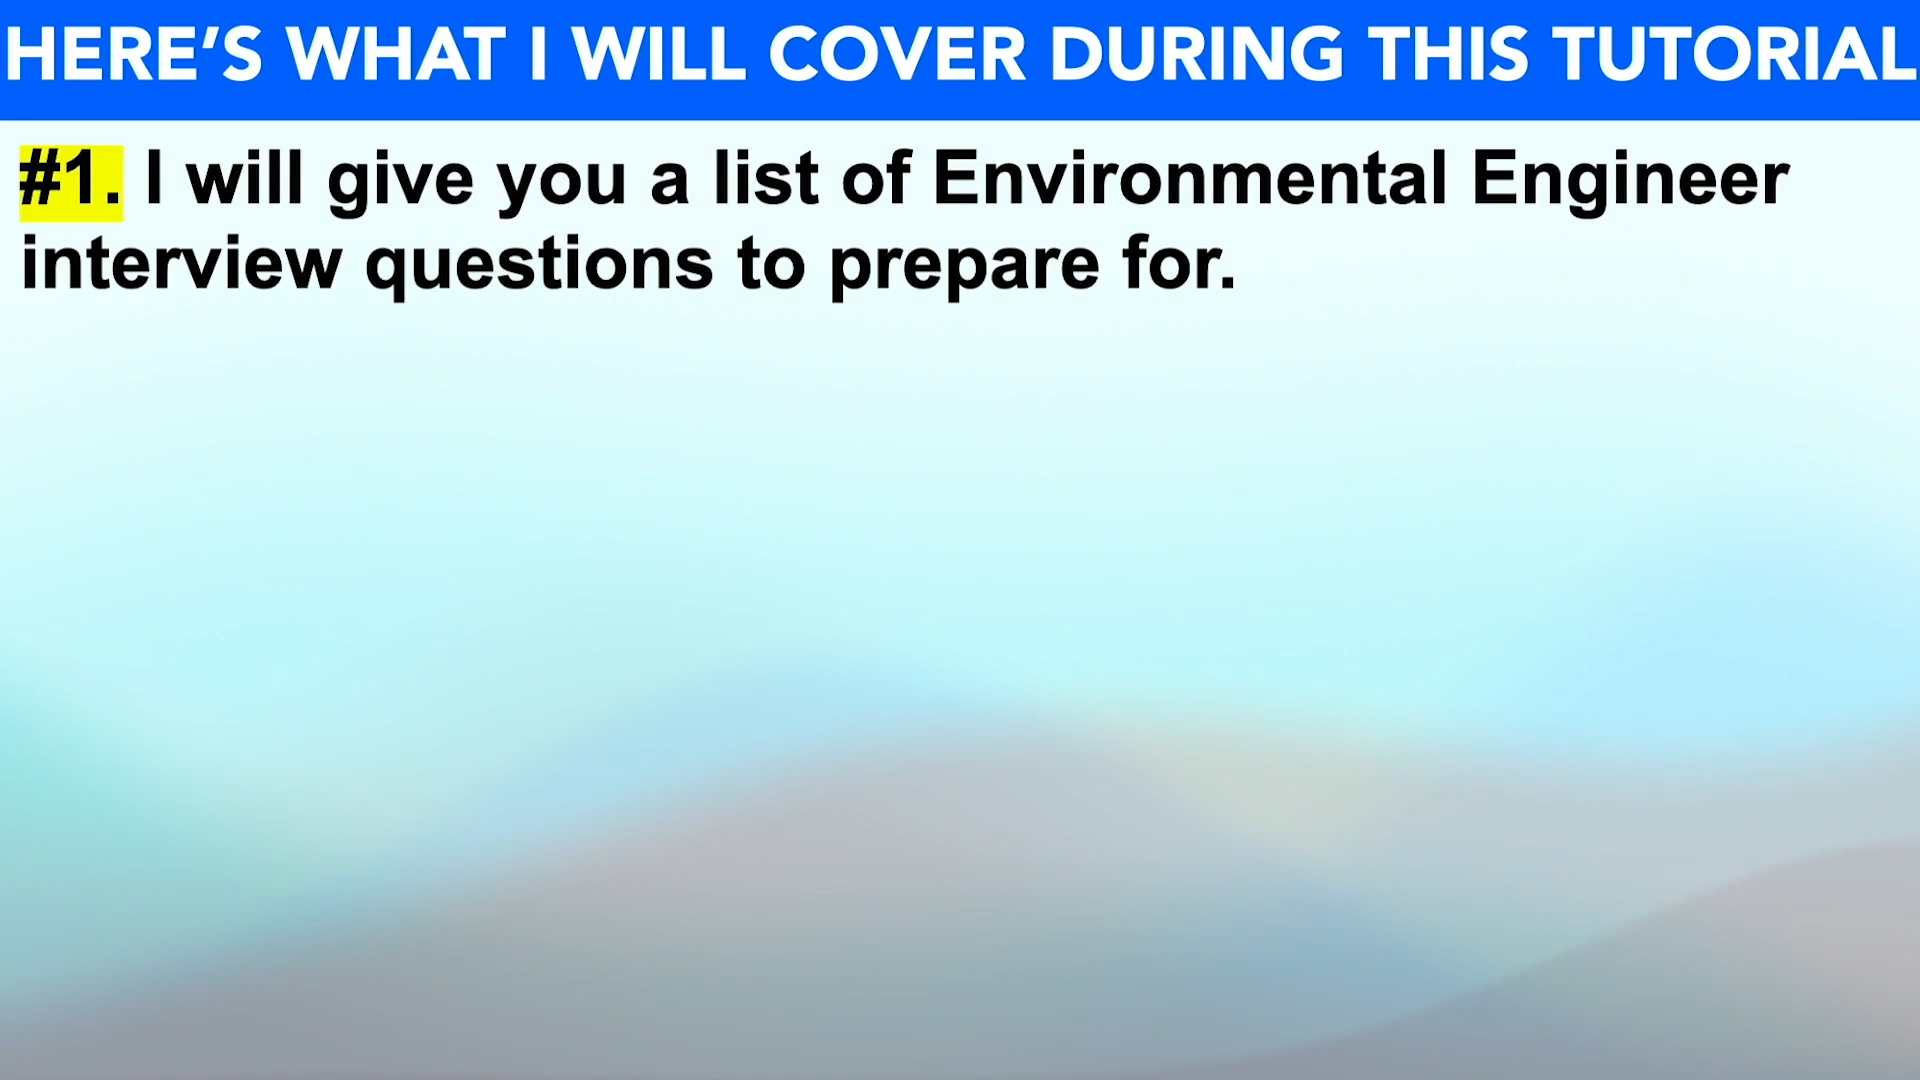 HERE’S WHAT I WILL COVER DURING THIS TUTORIAL
#1. I will give you a list of Environmental Engineer
interview questions to prepare for.